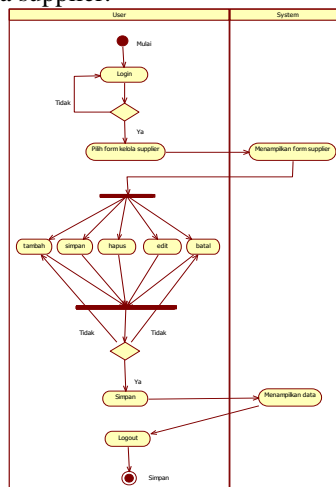 a supplier.
User System
Mulai
Login
Tidak
Ya
Pilih form kelola supplier Menampilkan form supplier
tambah simpan hapus edit batal
Tidak Tidak
Ya
Simpan Menampilkan data
Logout
Simpan